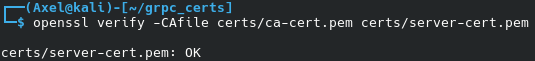 (Axel@kali)-[~/grpc_certs]
$ openssl verify -CAfile certs/ca-cert.pem certs/server-cert.pem
certs/server-cert.pem: OK